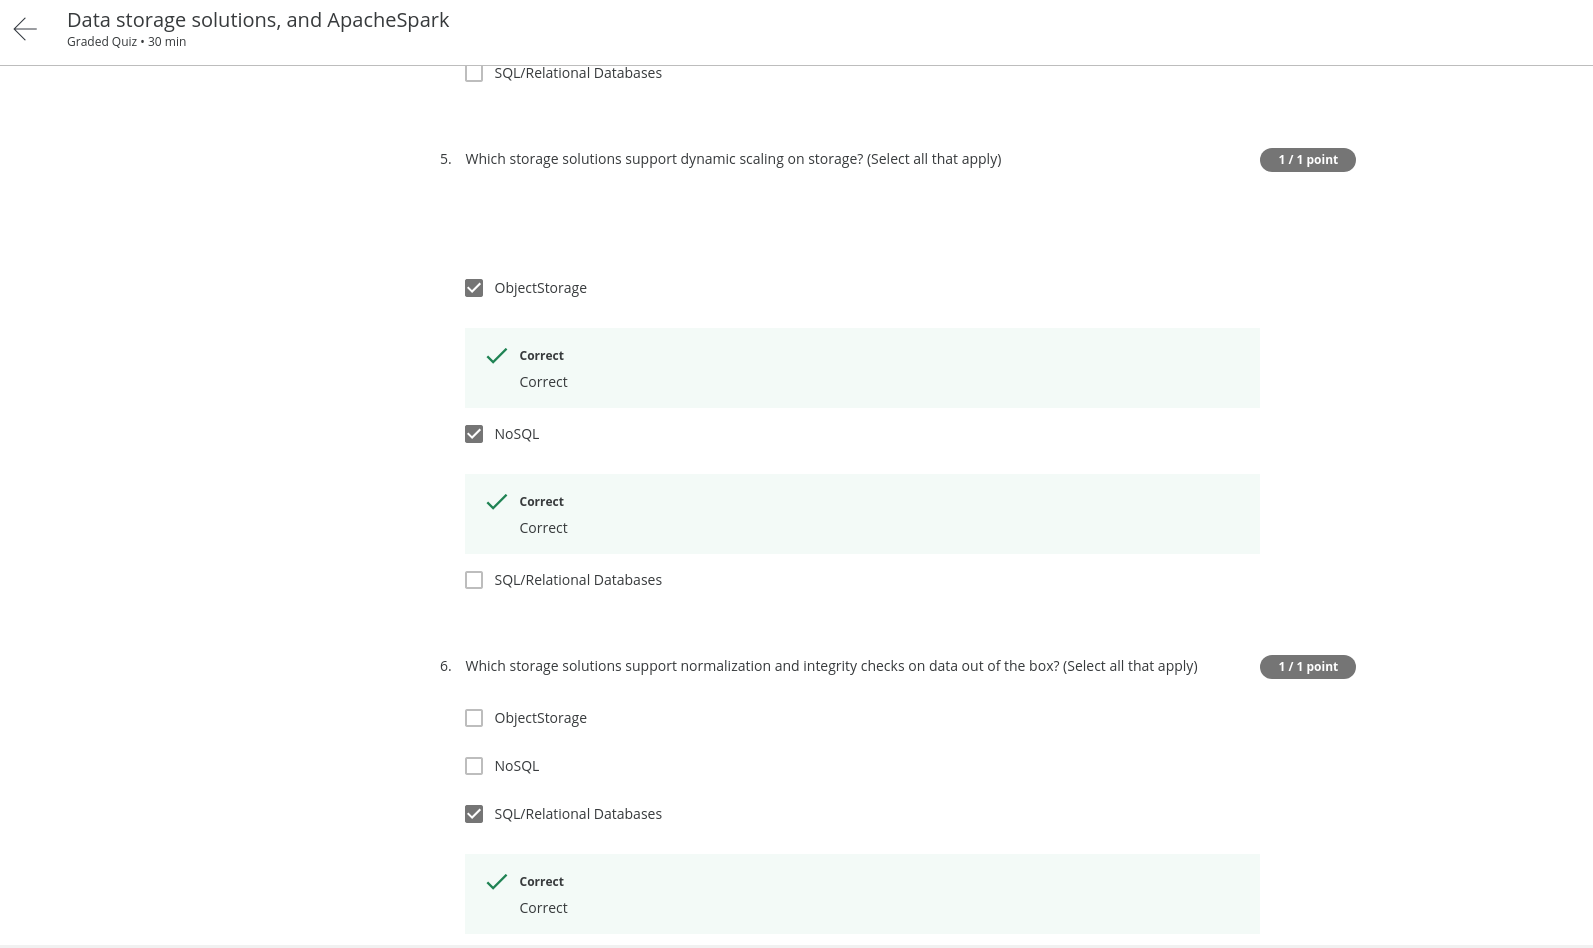 Data storage solutions, and ApacheSpark
Graded Quiz • 30 min
SQL/Relational Databases
5. Which storage solutions support dynamic scaling on storage? (Select all that apply) 1 / 1 point
ObjectStorage
Correct
Correct
NoSQL
Correct
Correct
SQL/Relational Databases
6. Which storage solutions support normalization and integrity checks on data out of the box? (Select all that apply) 1 / 1 point
ObjectStorage
NoSQL
SQL/Relational Databases
Correct
Correct